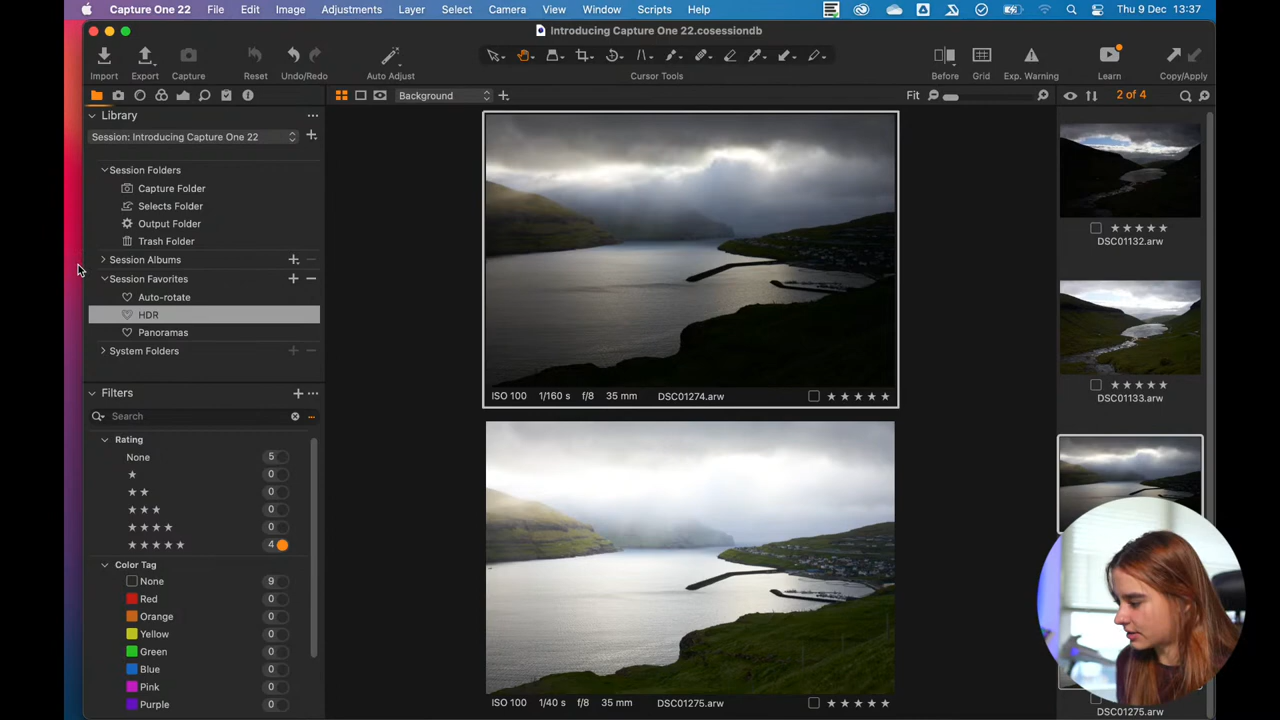 Capture One 22 File Edit Image Adjustments Layer Select Camera View Window Scripts Help Thu 9 Dec 13:37
Introducing Capture One 22.cosessiondb
Import Export Capture Reset Undo/Redo Auto Adjust Cursor Tools Before Grid Exp. Warning Learn Copy/Apply
Background Fit 2 of 4
Library
Session: Introducing Capture One 22
Session Folders
Capture Folder
Selects Folder
Output Folder
Trash Folder
Session Albums
Session Favorites
Auto-rotate
HDR
Panoramas
System Folders
Filters
Search
Rating
None 5
★ 0
★ ★ 0
★ ★ ★ 0
★ ★ ★ ★ 0
★ ★ ★ ★ ★ 4
Color Tag
None 9
Red 0
Orange 0
Yellow 0
Green 0
Blue 0
Pink 0
Purple 0
ISO 100 1/160 s f/8 35 mm DSC01274.arw
ISO 100 1/40 s f/8 35 mm DSC01275.arw
DSC01132.arw
DSC01133.arw
DSC01275.arw